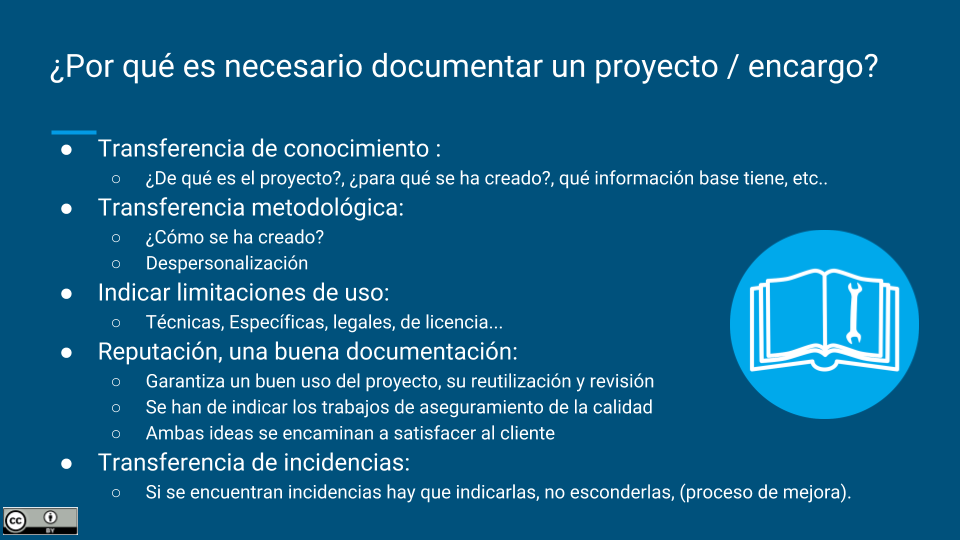 ¿Por qué es necesario documentar un proyecto / encargo?
● Transferencia de conocimiento :
○ ¿De qué es el proyecto?, ¿para qué se ha creado?, qué información base tiene, etc..
● Transferencia metodológica:
○ ¿Cómo se ha creado?
○ Despersonalización
● Indicar limitaciones de uso:
○ Técnicas, Específicas, legales, de licencia...
● Reputación, una buena documentación:
○ Garantiza un buen uso del proyecto, su reutilización y revisión
○ Se han de indicar los trabajos de aseguramiento de la calidad
○ Ambas ideas se encaminan a satisfacer al cliente
● Transferencia de incidencias:
○ Si se encuentran incidencias hay que indicarlas, no esconderlas, (proceso de mejora).
cc
BY